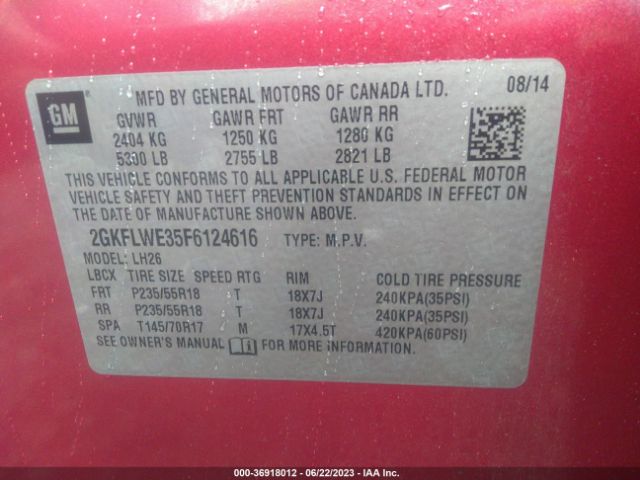 GM®
MFD BY GENERAL MOTORS OF CANADA LTD. 08/14
GVWR GAWR FRT GAWR RR
2404 KG 1250 KG 1280 KG
5300 LB 2755 LB 2821 LB
THIS VEHICLE CONFORMS TO ALL APPLICABLE U.S. FEDERAL MOTOR
VEHICLE SAFETY AND THEFT PREVENTION STANDARDS IN EFFECT ON
THE DATE OF MANUFACTURE SHOWN ABOVE.
2GKFLWE35F6124616 TYPE: M.P.V.
MODEL: LH26
LBCX TIRE SIZE SPEED RTG RIM COLD TIRE PRESSURE
FRT P235/55R18 T 18X7J 240KPA(35PSI)
RR P235/55R18 T 18X7J 240KPA(35PSI)
SPA T145/70R17 M 17X4.5T 420KPA(60PSI)
SEE OWNER'S MANUAL FOR MORE INFORMATION.
000-36918012 - 06/22/2023 - IAA Inc.